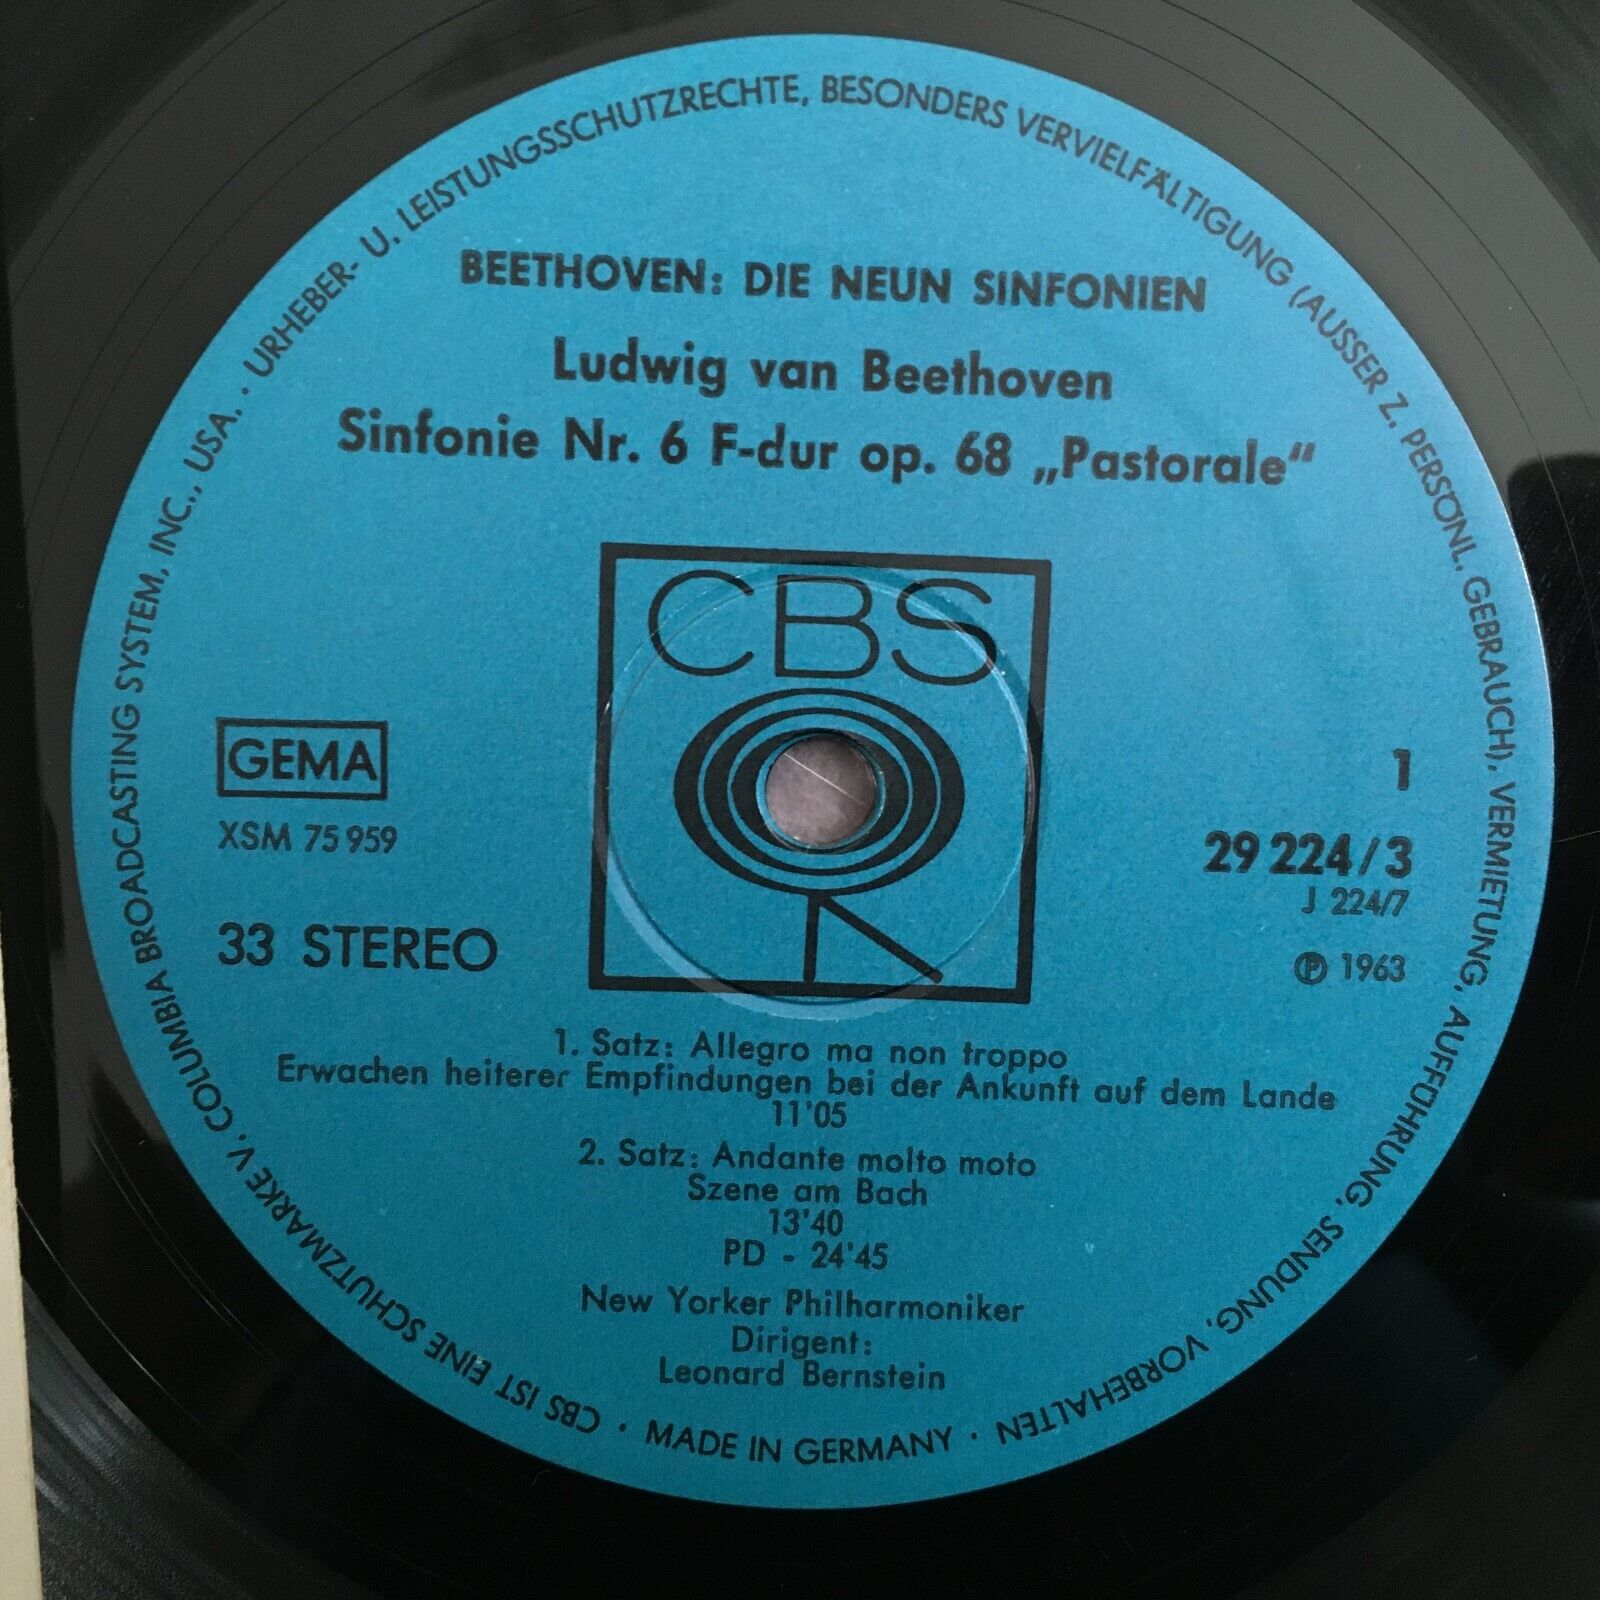 BEETHOVEN: DIE NEUN SINFONIEN
Ludwig van Beethoven
Sinfonie Nr. 6 F-dur op. 68 „Pastorale“
CBS
GEMA
XSM 75 959
33 STEREO
1
29 224/3
J 224/7
℗ 1963
1. Satz: Allegro ma non troppo
Erwachen heiterer Empfindungen bei der Ankunft auf dem Lande
11'05
2. Satz: Andante molto moto
Szene am Bach
13'40
PD - 24'45
New Yorker Philharmoniker
Dirigent:
Leonard Bernstein
CBS IST EINE SCHUTZMARKE V. COLUMBIA BROADCASTING SYSTEM, INC., USA. · URHEBER- U. LEISTUNGSSCHUTZRECHTE, BESONDERS VERVIELFÄLTIGUNG (AUSSER Z. PERSÖNL. GEBRAUCH), VERMIETUNG, AUFFÜHRUNG, SENDUNG, VORBEHALTEN · MADE IN GERMANY ·